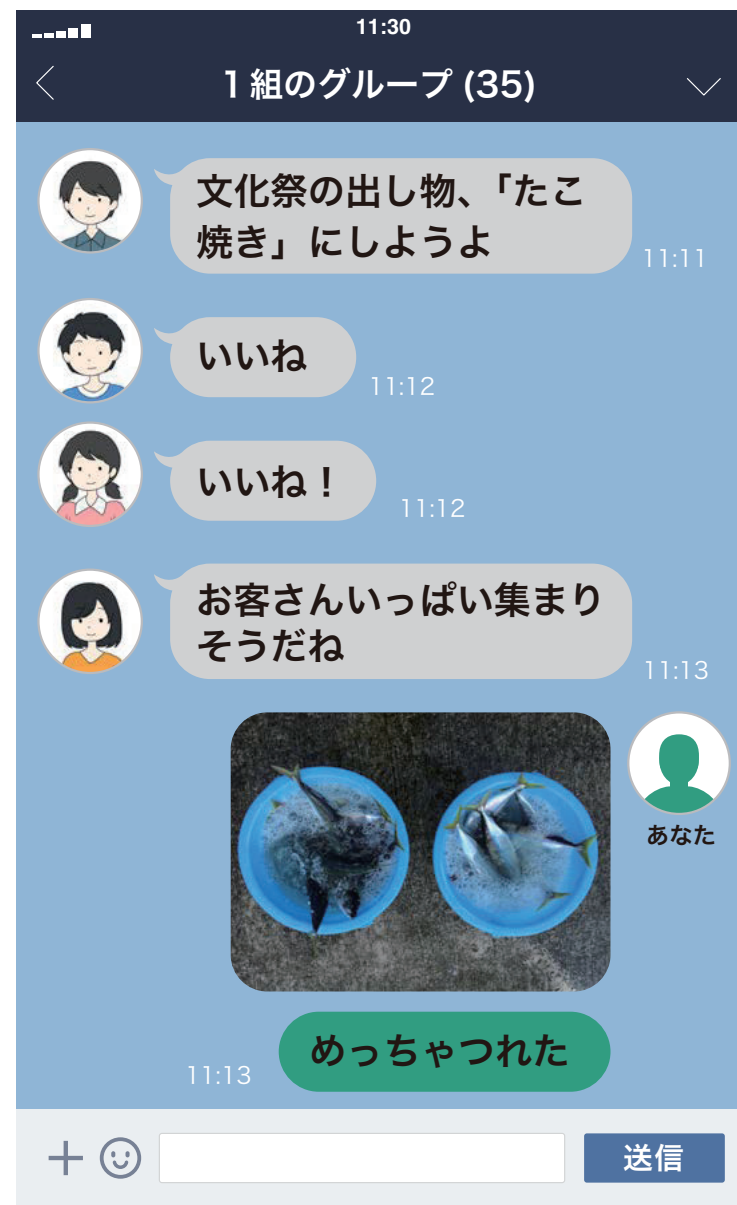 11:30
1組のグループ (35)
文化祭の出し物、「たこ
焼き」にしようよ
11:11
いいね
11:12
いいね！
11:12
お客さんいっぱい集まり
そうだね
11:13
あなた
めっちゃつれた
11:13
送信